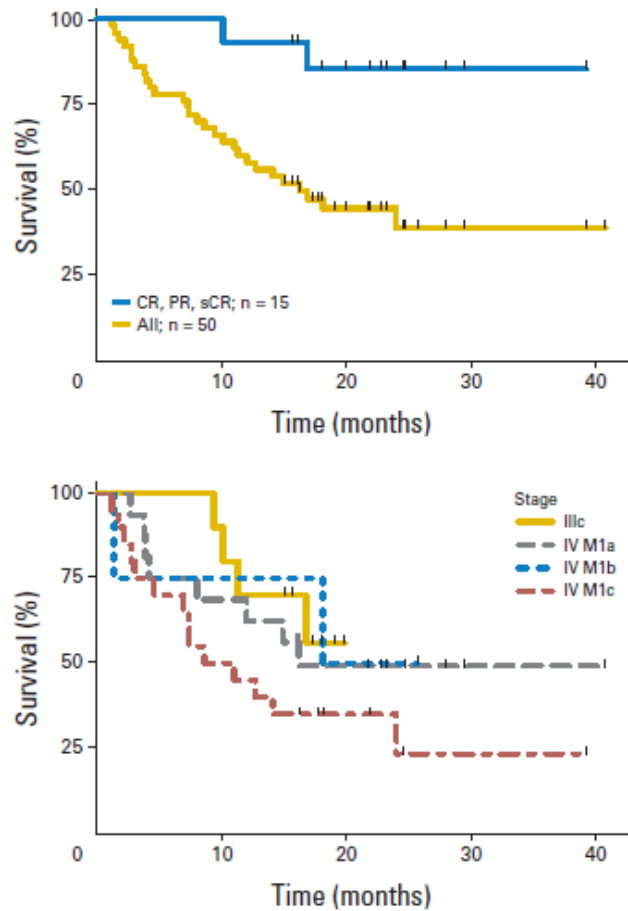 100
75
50
25
0
10
20
30
40
Survival (%)
Time (months)
CR, PR, sCR; n = 15
All; n = 50
100
75
50
25
0
10
20
30
40
Survival (%)
Time (months)
Stage
IIIc
IV M1a
IV M1b
IV M1c